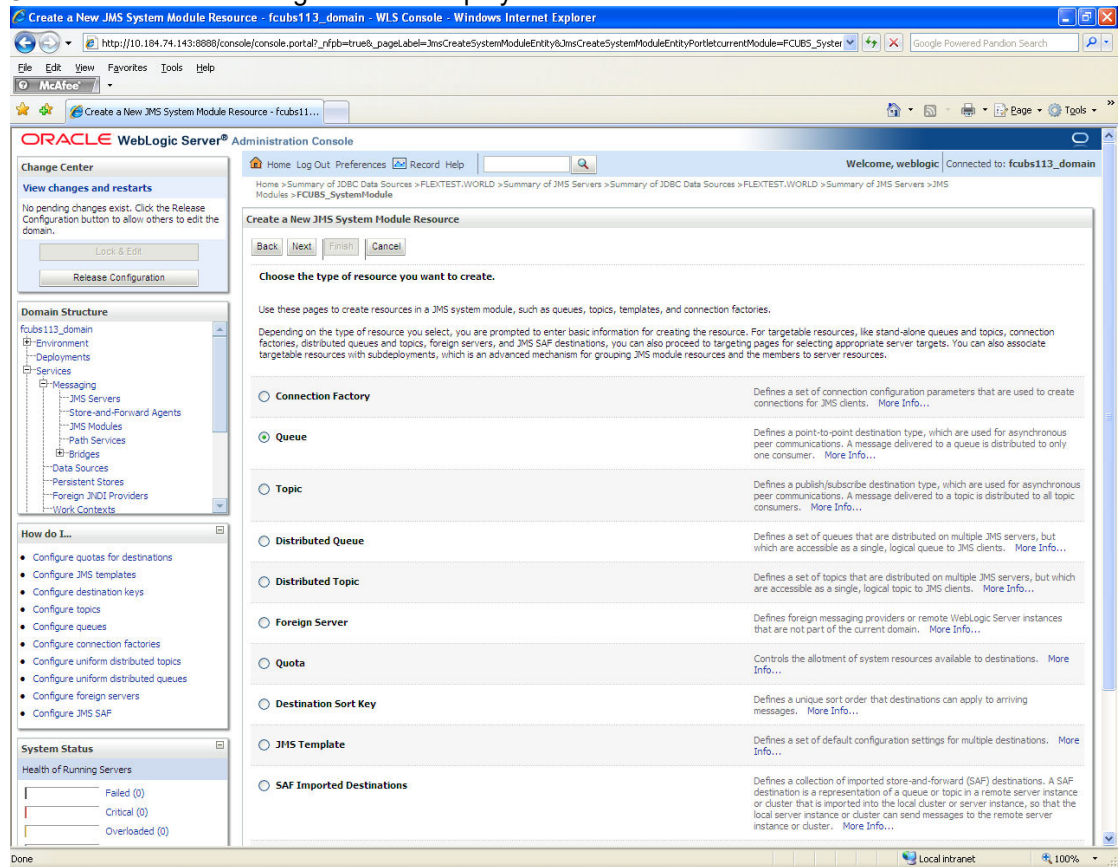 Create a New JMS System Module Resource - fcubs113_domain - WLS Console - Windows Internet Explorer
http://10.184.74.143:8888/console/console.portal?_nfpb=true&_pageLabel=JmsCreateSystemModuleEntity&JmsCreateSystemModuleEntityPortletcurrentModule=FCUBS_System
Google Powered Pandion Search
File Edit View Favorites Tools Help
McAfee
Create a New JMS System Module Resource - fcubs11...
Page Tools
ORACLE WebLogic Server® Administration Console
Change Center
View changes and restarts
No pending changes exist. Click the Release
Configuration button to allow others to edit the
domain.
Lock & Edit
Release Configuration
Domain Structure
fcubs113_domain
Environment
Deployments
Services
Messaging
JMS Servers
Store-and-Forward Agents
JMS Modules
Path Services
Bridges
Data Sources
Persistent Stores
Foreign JNDI Providers
Work Contexts
How do I...
Configure quotas for destinations
Configure JMS templates
Configure destination keys
Configure topics
Configure queues
Configure connection factories
Configure uniform distributed topics
Configure uniform distributed queues
Configure foreign servers
Configure JMS SAF
System Status
Health of Running Servers
Failed (0)
Critical (0)
Overloaded (0)
Home Log Out Preferences Record Help
Welcome, weblogic Connected to: fcubs113_domain
Home >Summary of JDBC Data Sources >FLEXTEST.WORLD >Summary of JMS Servers >Summary of JDBC Data Sources >FLEXTEST.WORLD >Summary of JMS Servers >JMS
Modules >FCUBS_SystemModule
Create a New JMS System Module Resource
Back Next Finish Cancel
Choose the type of resource you want to create.
Use these pages to create resources in a JMS system module, such as queues, topics, templates, and connection factories.
Depending on the type of resource you select, you are prompted to enter basic information for creating the resource. For targetable resources, like stand-alone queues and topics, connection
factories, distributed queues and topics, foreign servers, and JMS SAF destinations, you can also proceed to targeting pages for selecting appropriate server targets. You can also associate
targetable resources with subdeployments, which is an advanced mechanism for grouping JMS module resources and the members to server resources.
Connection Factory
Defines a set of connection configuration parameters that are used to create
connections for JMS clients. More Info...
Queue
Defines a point-to-point destination type, which are used for asynchronous
peer communications. A message delivered to a queue is distributed to only
one consumer. More Info...
Topic
Defines a publish/subscribe destination type, which are used for asynchronous
peer communications. A message delivered to a topic is distributed to all topic
consumers. More Info...
Distributed Queue
Defines a set of queues that are distributed on multiple JMS servers, but
which are accessible as a single, logical queue to JMS clients. More Info...
Distributed Topic
Defines a set of topics that are distributed on multiple JMS servers, but which
are accessible as a single, logical topic to JMS clients. More Info...
Foreign Server
Defines foreign messaging providers or remote WebLogic Server instances
that are not part of the current domain. More Info...
Quota
Controls the allotment of system resources available to destinations. More
Info...
Destination Sort Key
Defines a unique sort order that destinations can apply to arriving
messages. More Info...
JMS Template
Defines a set of default configuration settings for multiple destinations. More
Info...
SAF Imported Destinations
Defines a collection of imported store-and-forward (SAF) destinations. A SAF
destination is a representation of a queue or topic in a remote server instance
or cluster that is imported into the local cluster or server instance, so that the
local server instance or cluster can send messages to the remote server
instance or cluster. More Info...
Done
Local intranet
100%